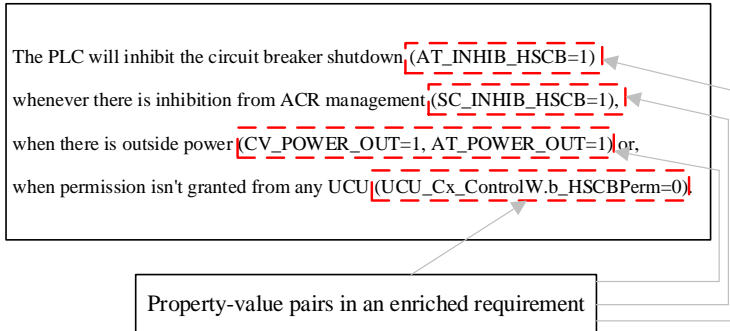 The PLC will inhibit the circuit breaker shutdown (AT_INHIB_HSCB=1)
whenever there is inhibition from ACR management (SC_INHIB_HSCB=1),
when there is outside power (CV_POWER_OUT=1, AT_POWER_OUT=1) or,
when permission isn't granted from any UCU (UCU_Cx_ControlW.b_HSCBPerm=0).
Property-value pairs in an enriched requirement